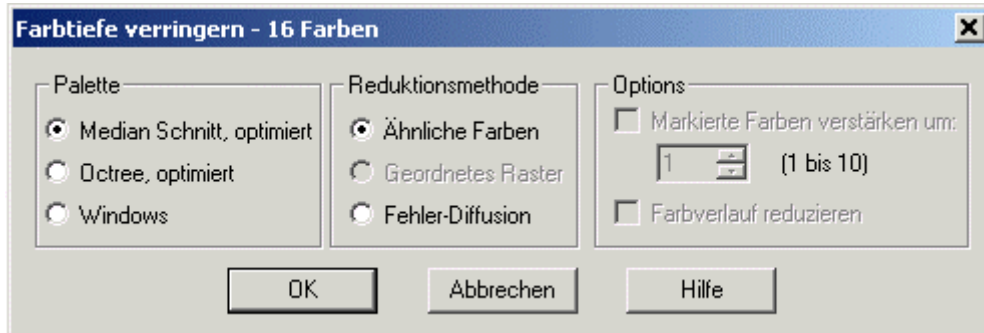 Farbtiefe verringern - 16 Farben
Palette
Median Schnitt, optimiert
Octree, optimiert
Windows
Reduktionsmethode
Ähnliche Farben
Geordnetes Raster
Fehler-Diffusion
Options
Markierte Farben verstärken um:
1 (1 bis 10)
Farbverlauf reduzieren
OK Abbrechen Hilfe